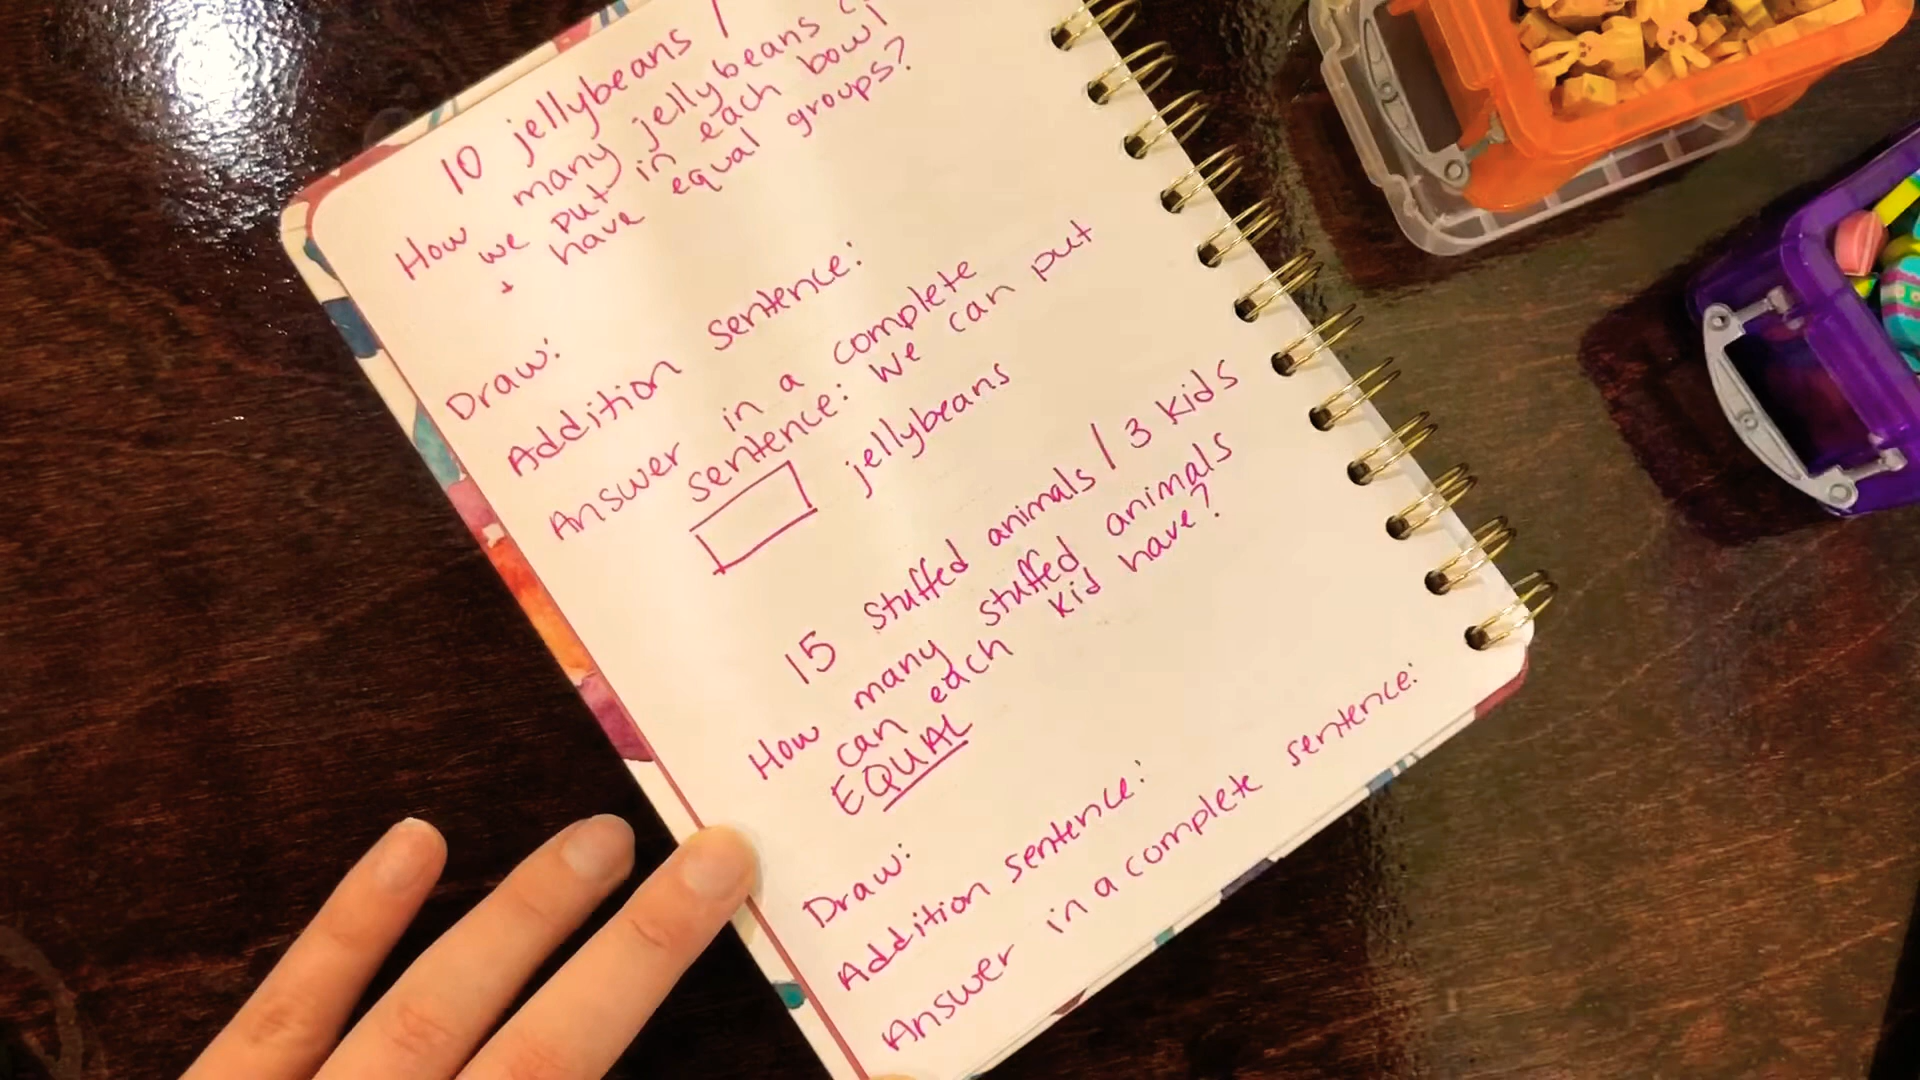 10 jellybeans /
How many jellybeans
we put in each bowl
+ have equal groups?
Draw:
Addition sentence:
Answer in a complete
sentence: We can put
jellybeans
15 stuffed animals / 3 kids
How many stuffed animals
can each kid have?
EQUAL
Draw:
Addition sentence:
Answer in a complete sentence: